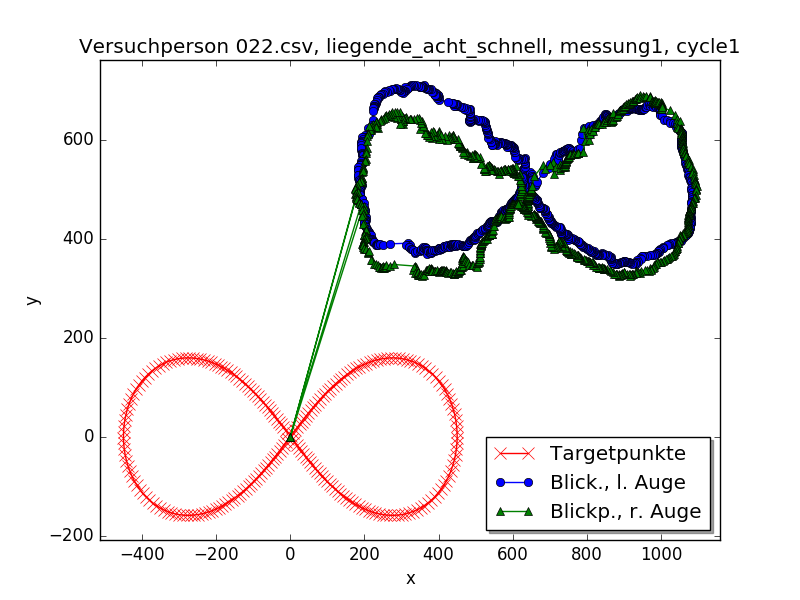 Versuchperson 022.csv, liegende_acht_schnell, messung1, cycle1
y
600
400
200
0
−200
−400 −200 0 200 400 600 800 1000
x
Targetpunkte
Blick., l. Auge
Blickp., r. Auge